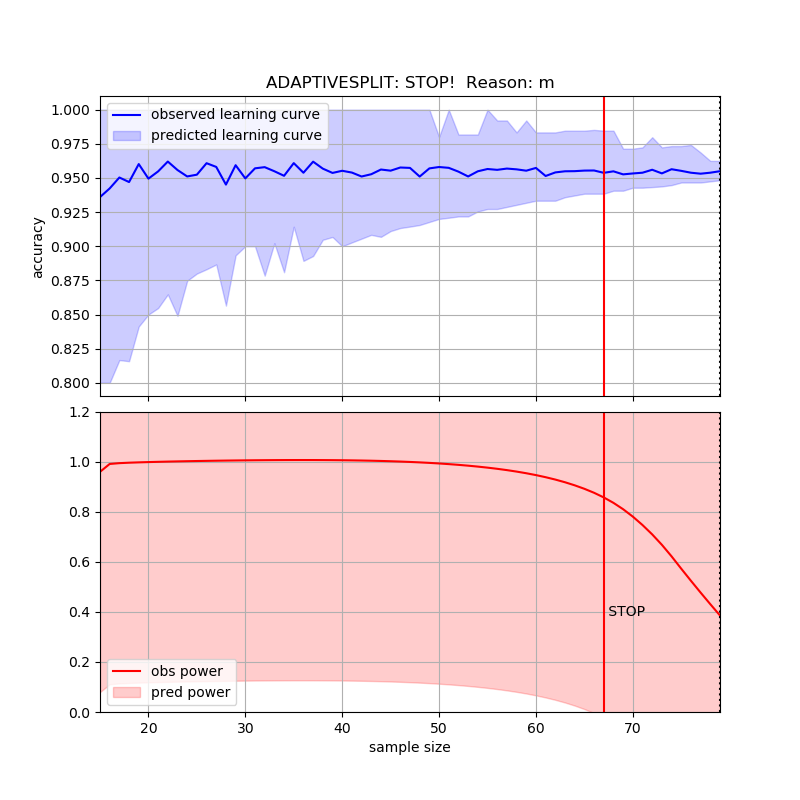 ADAPTIVESPLIT: STOP!  Reason: m
observed learning curve
predicted learning curve
1.000
0.975
0.950
0.925
0.900
0.875
0.850
0.825
0.800
accuracy
1.2
1.0
0.8
0.6
0.4
0.2
0.0
STOP
obs power
pred power
20 30 40 50 60 70
sample size